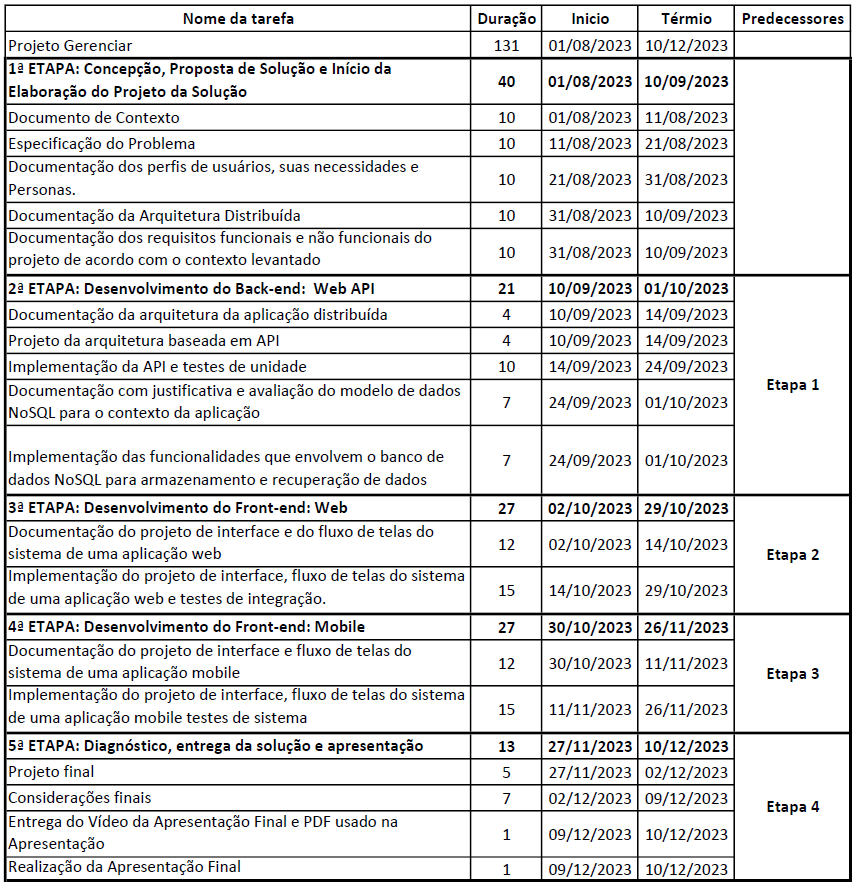 Nome da tarefa Duração Inicio Térmio Predecessores
Projeto Gerenciar 131 01/08/2023 10/12/2023
1ª ETAPA: Concepção, Proposta de Solução e Início da
Elaboração do Projeto da Solução 40 01/08/2023 10/09/2023
Documento de Contexto 10 01/08/2023 11/08/2023
Especificação do Problema 10 11/08/2023 21/08/2023
Documentação dos perfis de usuários, suas necessidades e
Personas. 10 21/08/2023 31/08/2023
Documentação da Arquitetura Distribuída 10 31/08/2023 10/09/2023
Documentação dos requisitos funcionais e não funcionais do
projeto de acordo com o contexto levantado 10 31/08/2023 10/09/2023
2ª ETAPA: Desenvolvimento do Back-end: Web API 21 10/09/2023 01/10/2023
Documentação da arquitetura da aplicação distribuída 4 10/09/2023 14/09/2023
Projeto da arquitetura baseada em API 4 10/09/2023 14/09/2023
Implementação da API e testes de unidade 10 14/09/2023 24/09/2023
Etapa 1
Documentação com justificativa e avaliação do modelo de dados
NoSQL para o contexto da aplicação 7 24/09/2023 01/10/2023
Implementação das funcionalidades que envolvem o banco de
dados NoSQL para armazenamento e recuperação de dados 7 24/09/2023 01/10/2023
3ª ETAPA: Desenvolvimento do Front-end: Web 27 02/10/2023 29/10/2023
Documentação do projeto de interface e do fluxo de telas do
sistema de uma aplicação web 12 02/10/2023 14/10/2023
Etapa 2
Implementação do projeto de interface, fluxo de telas do sistema
de uma aplicação web e testes de integração. 15 14/10/2023 29/10/2023
4ª ETAPA: Desenvolvimento do Front-end: Mobile 27 30/10/2023 26/11/2023
Documentação do projeto de interface e fluxo de telas do
sistema de uma aplicação mobile 12 30/10/2023 11/11/2023
Etapa 3
Implementação do projeto de interface, fluxo de telas do sistema
de uma aplicação mobile testes de sistema 15 11/11/2023 26/11/2023
5ª ETAPA: Diagnóstico, entrega da solução e apresentação 13 27/11/2023 10/12/2023
Projeto final 5 27/11/2023 02/12/2023
Considerações finais 7 02/12/2023 09/12/2023
Etapa 4
Entrega do Vídeo da Apresentação Final e PDF usado na
Apresentação 1 09/12/2023 10/12/2023
Realização da Apresentação Final 1 09/12/2023 10/12/2023